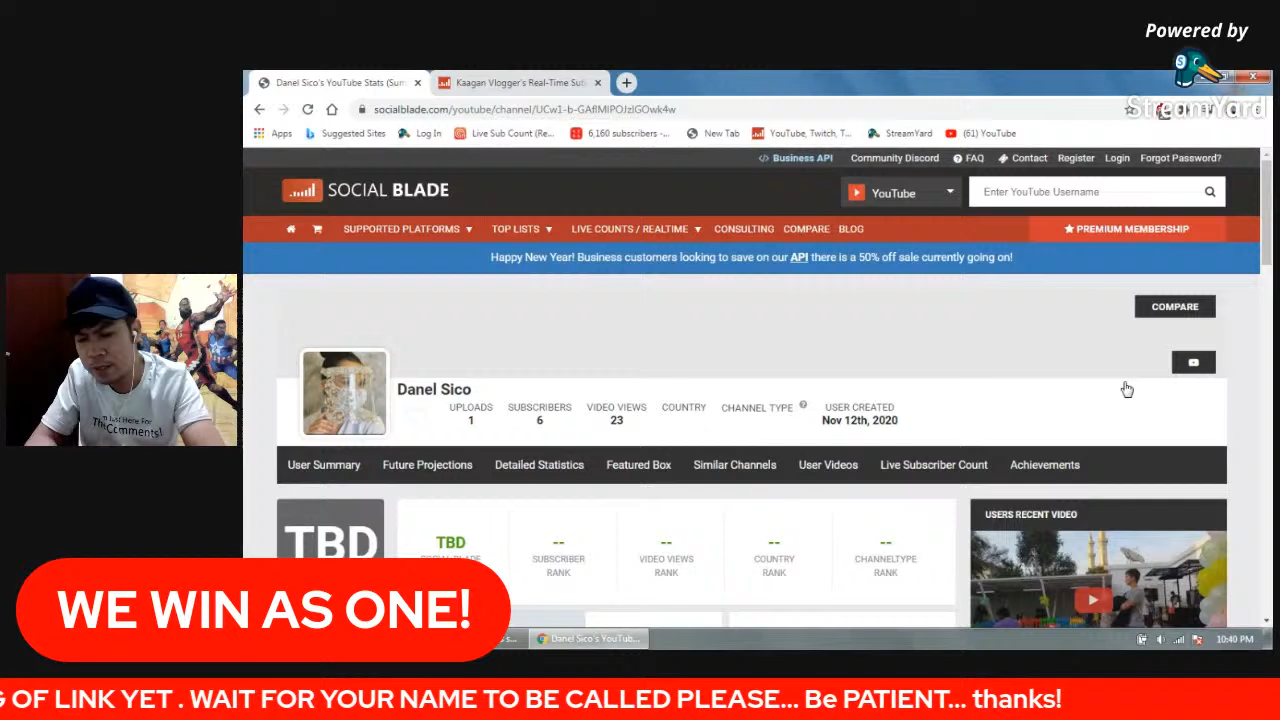 Powered by
StreamYard
Danel Sico's YouTube Stats (Sum
Kaagan Vlogger's Real-Time Sub
socialblade.com/youtube/channel/
Apps
Suggested Sites
Log In
Live Sub Count (Re...
6,160 subscribers -...
New Tab
YouTube, Twitch, T...
StreamYard
(61) YouTube
Business API
Community Discord
FAQ
Contact
Register
Login
Forgot Password?
SOCIAL BLADE
YouTube
Enter YouTube Username
SUPPORTED PLATFORMS
TOP LISTS
LIVE COUNTS / REALTIME
CONSULTING
COMPARE
BLOG
PREMIUM MEMBERSHIP
Happy New Year! Business customers looking to save on our API there is a 50% off sale currently going on!
COMPARE
Danel Sico
UPLOADS
1
SUBSCRIBERS
6
VIDEO VIEWS
23
COUNTRY
CHANNEL TYPE
USER CREATED
Nov 12th, 2020
User Summary
Future Projections
Detailed Statistics
Featured Box
Similar Channels
User Videos
Live Subscriber Count
Achievements
I'm Just Here For
The Comments!
TBD
TBD
--
SUBSCRIBER
RANK
--
VIDEO VIEWS
RANK
--
COUNTRY
RANK
--
CHANNELTYPE
RANK
USERS RECENT VIDEO
WE WIN AS ONE!
Danel Sico's YouTub...
10:40 PM
G OF LINK YET . WAIT FOR YOUR NAME TO BE CALLED PLEASE... Be PATIENT... thanks!